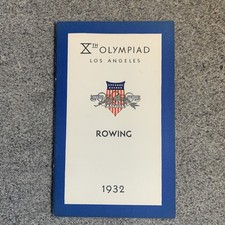 XTH OLYMPIAD
LOS ANGELES
ROWING
1932